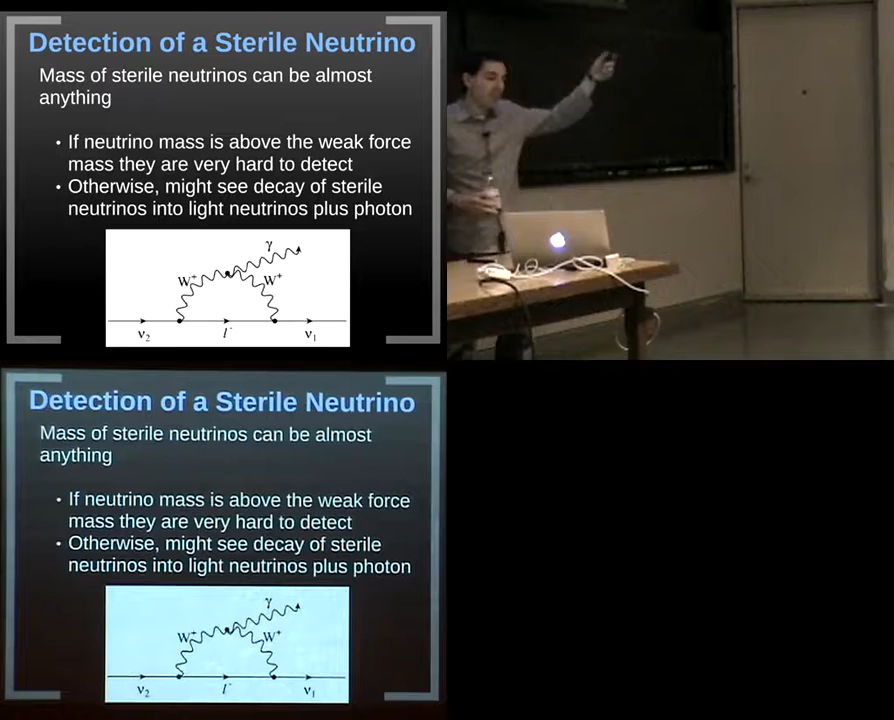 Detection of a Sterile Neutrino
Mass of sterile neutrinos can be almost
anything
• If neutrino mass is above the weak force
mass they are very hard to detect
• Otherwise, might see decay of sterile
neutrinos into light neutrinos plus photon
γ
W⁺ W⁺
ν₂ l⁻ ν₁
Detection of a Sterile Neutrino
Mass of sterile neutrinos can be almost
anything
• If neutrino mass is above the weak force
mass they are very hard to detect
• Otherwise, might see decay of sterile
neutrinos into light neutrinos plus photon
γ
W⁺ W⁺
ν₂ l⁻ ν₁